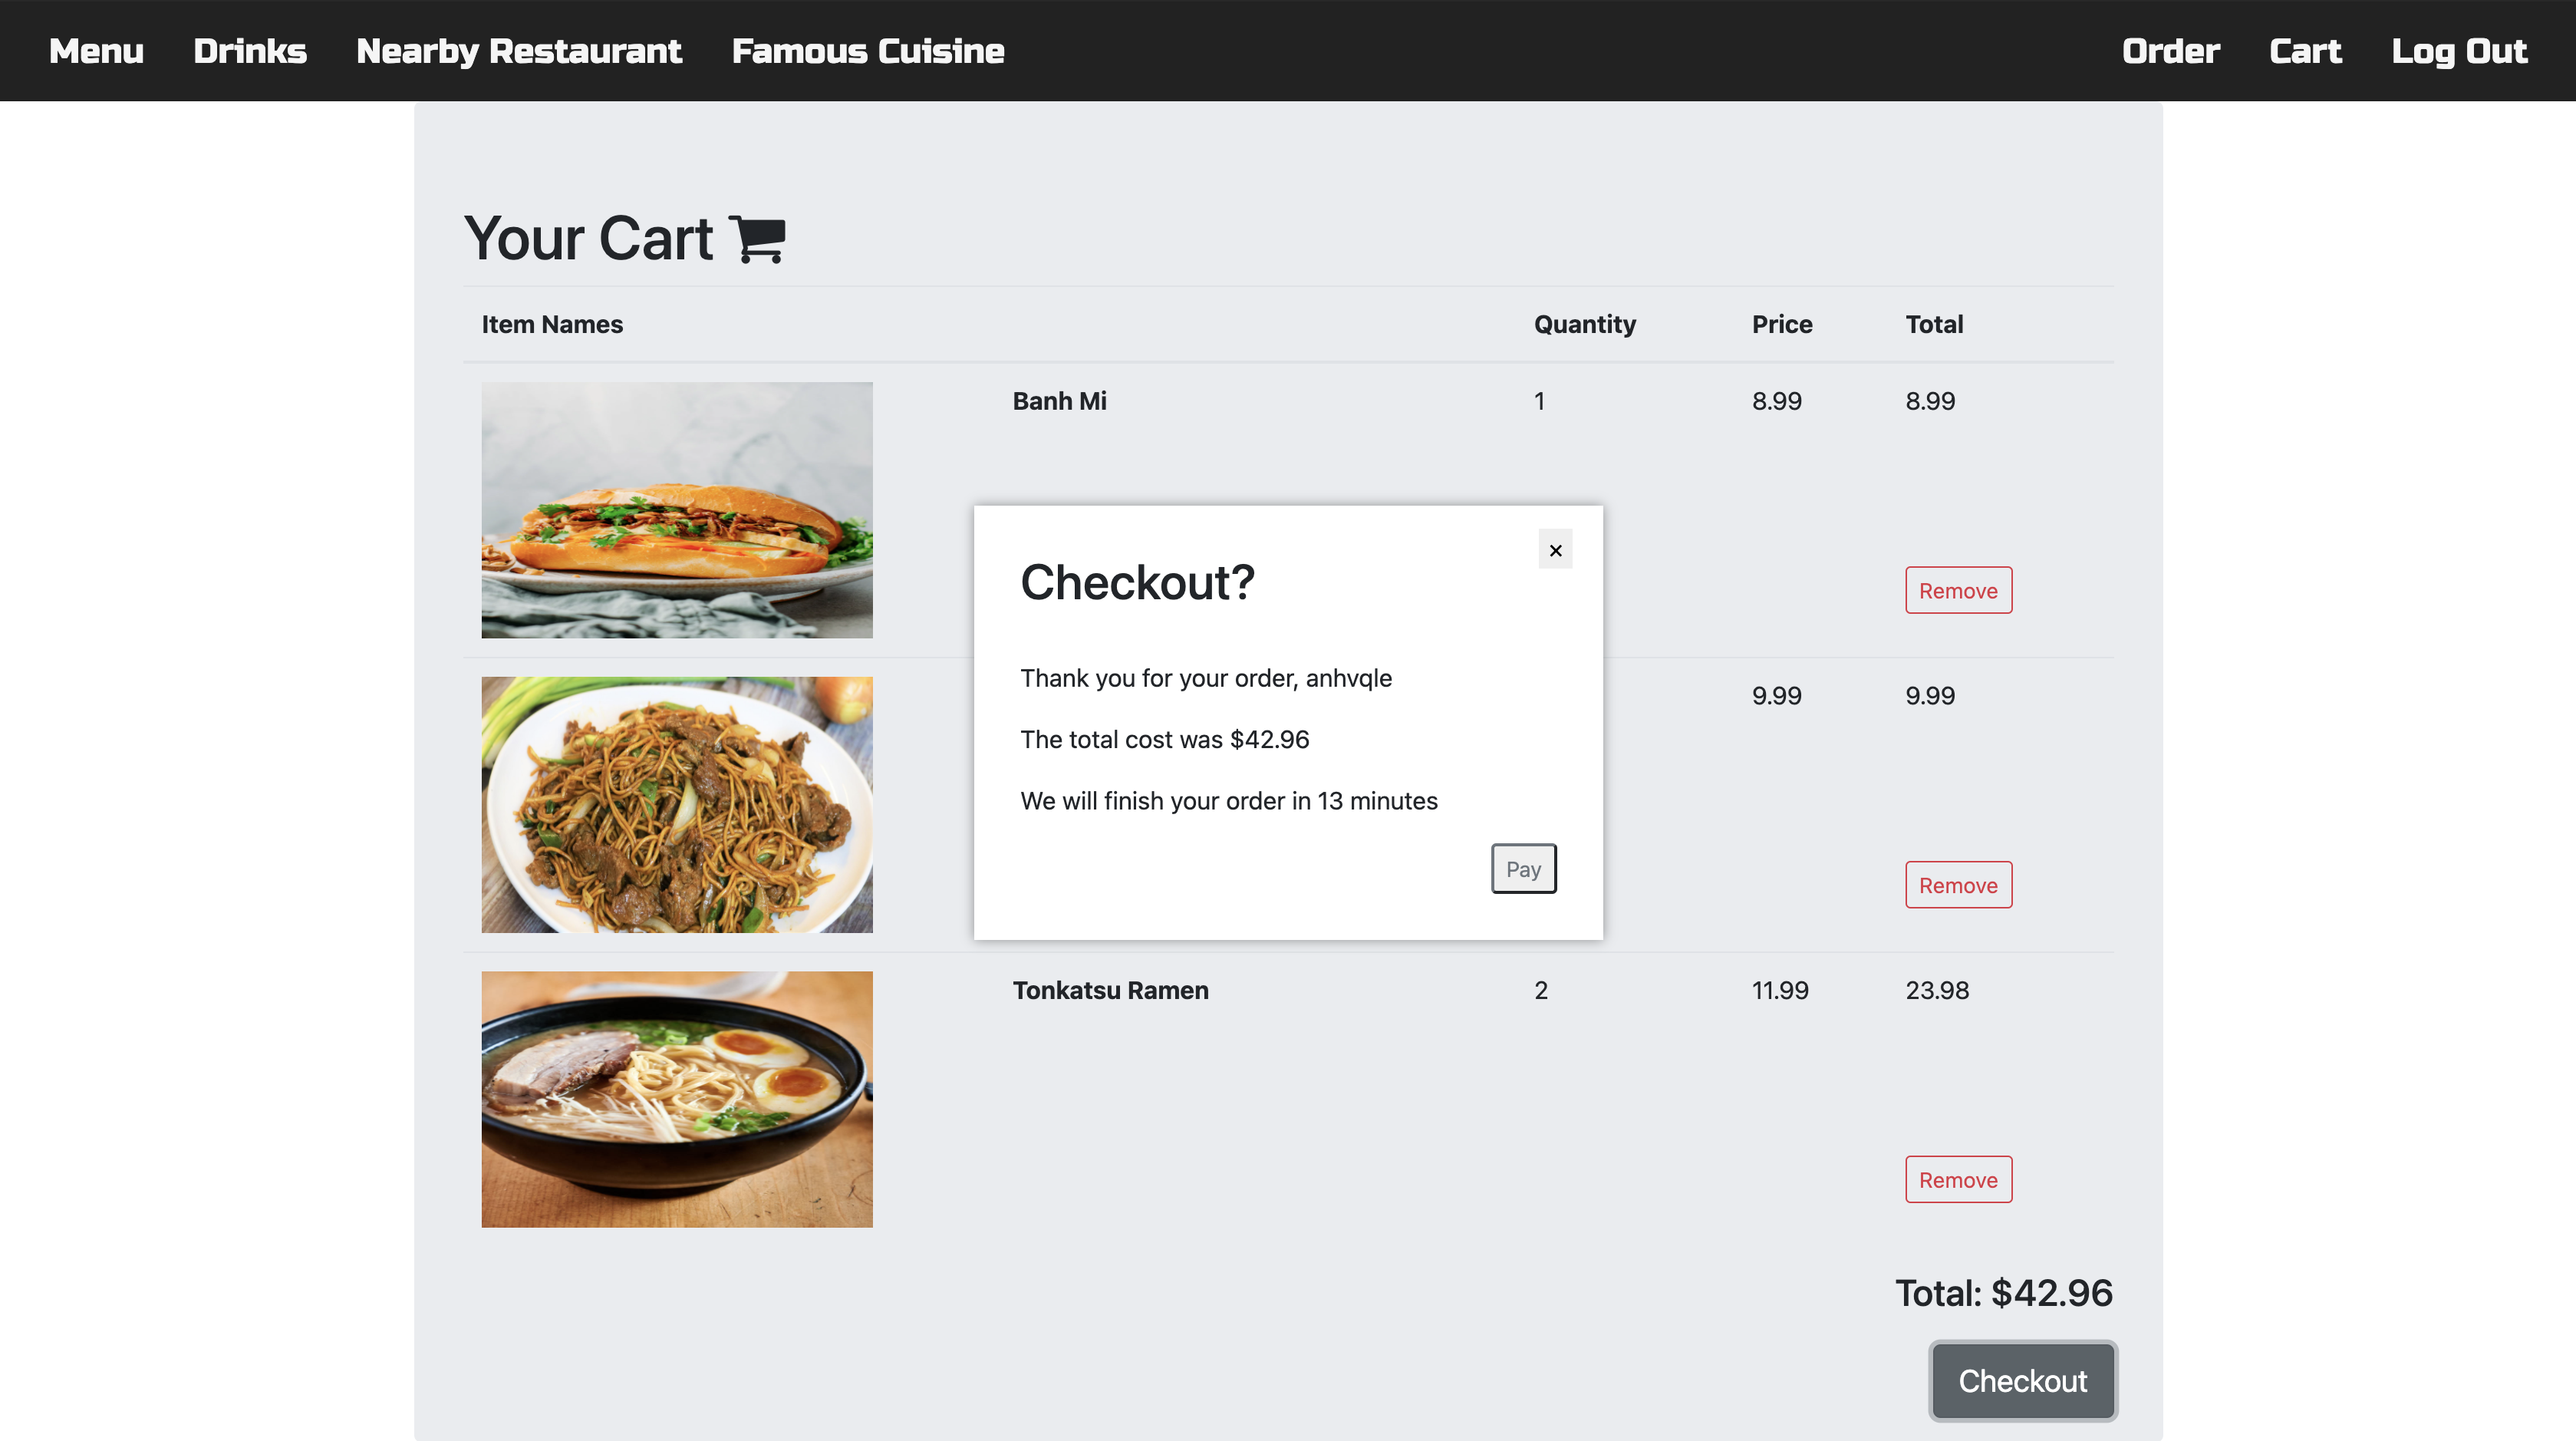 Menu Drinks Nearby Restaurant Famous Cuisine Order Cart Log Out
Your Cart
Item Names Quantity Price Total
Banh Mi 1 8.99 8.99
Remove
9.99 9.99
Remove
Tonkatsu Ramen 2 11.99 23.98
Remove
Total: $42.96
Checkout
×
Checkout?
Thank you for your order, anhvqle
The total cost was $42.96
We will finish your order in 13 minutes
Pay